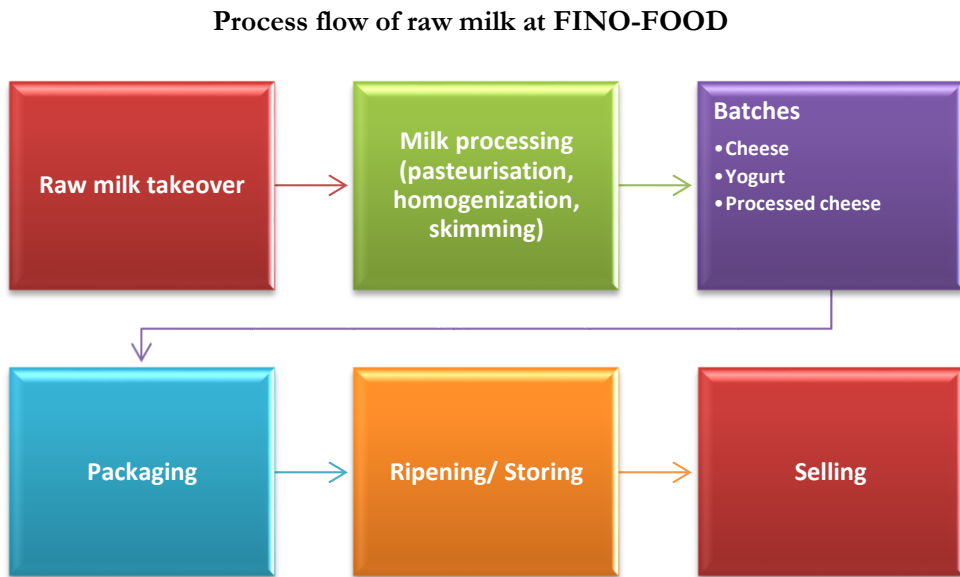 Process flow of raw milk at FINO-FOOD
Raw milk takeover
Milk processing
(pasteurisation,
homogenization,
skimming)
Batches
•Cheese
•Yogurt
•Processed cheese
Packaging
Ripening/ Storing
Selling